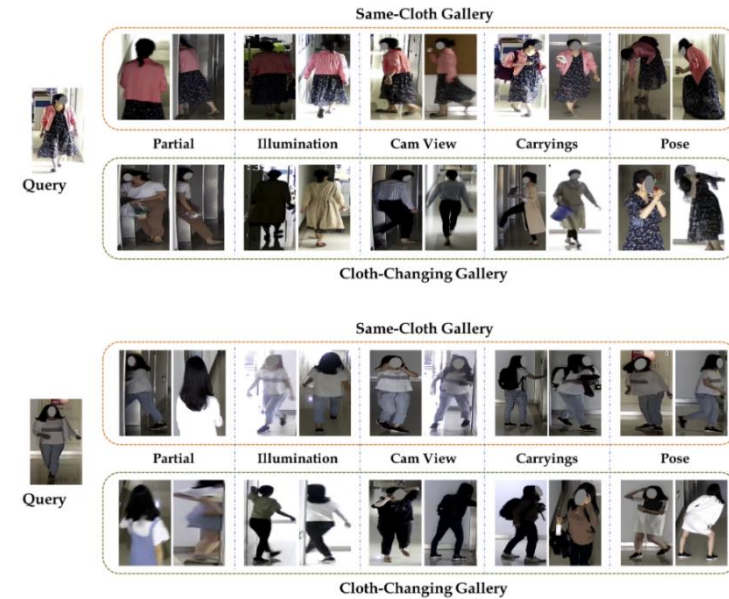 Same-Cloth Gallery
Partial Illumination Cam View Carryings Pose
Query
Cloth-Changing Gallery
Same-Cloth Gallery
Partial Illumination Cam View Carryings Pose
Query
Cloth-Changing Gallery